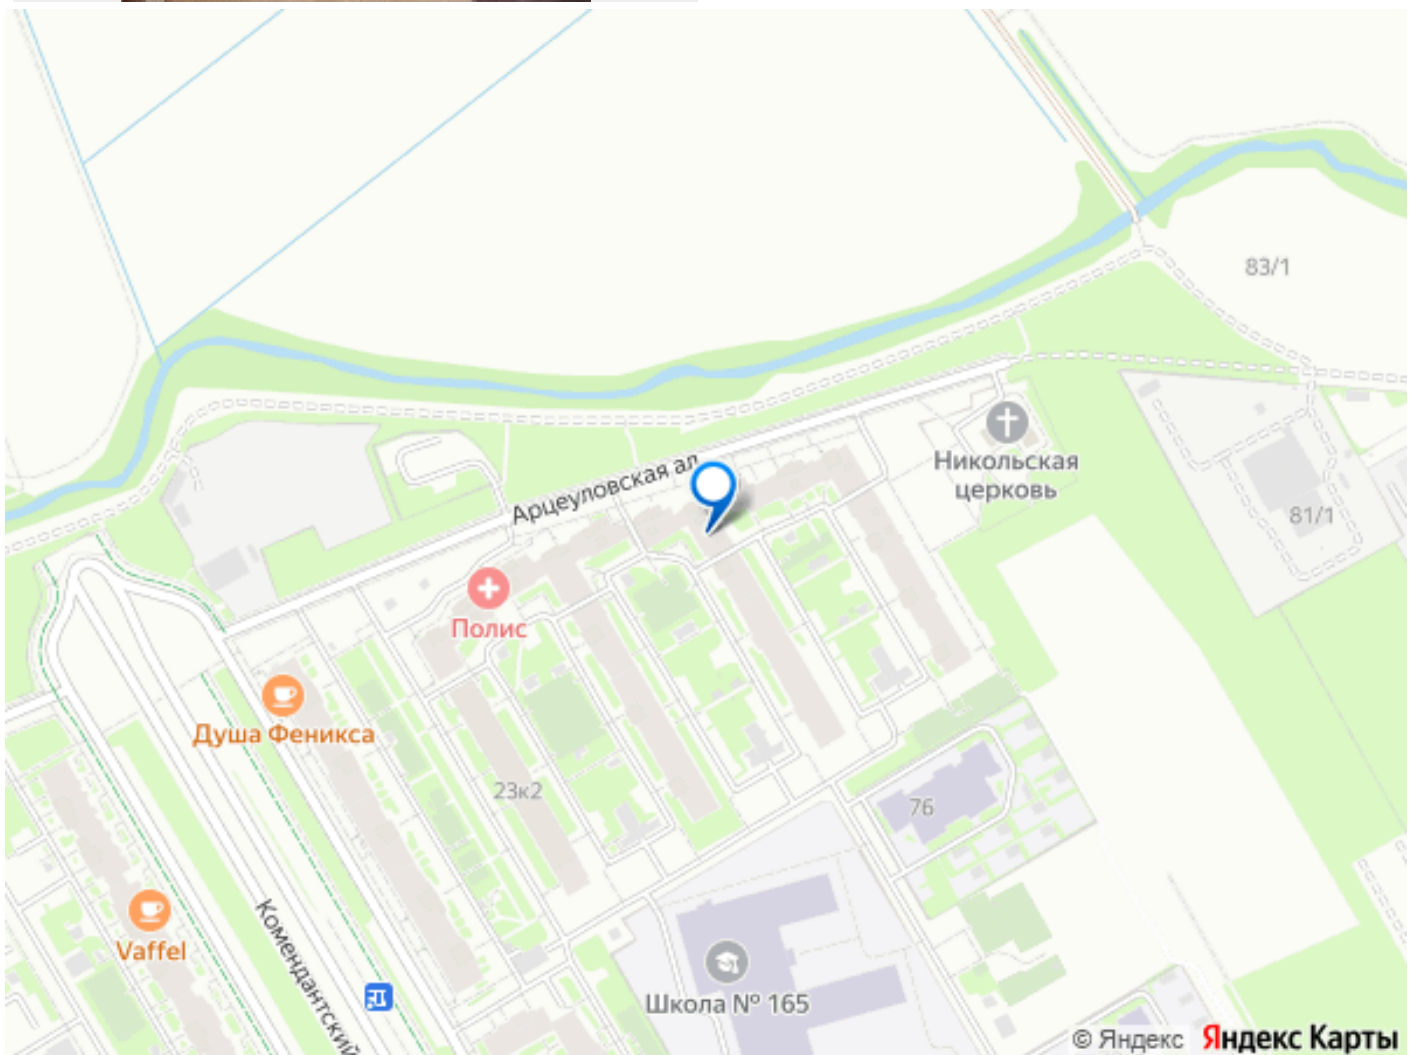 83/1
Никольская
церковь
Арцеуловская ал.
81/1
Полис
Душа Феникса
23к2
76
Vaffel
Комендантский
Школа № 165
© Яндекс Яндекс Карты